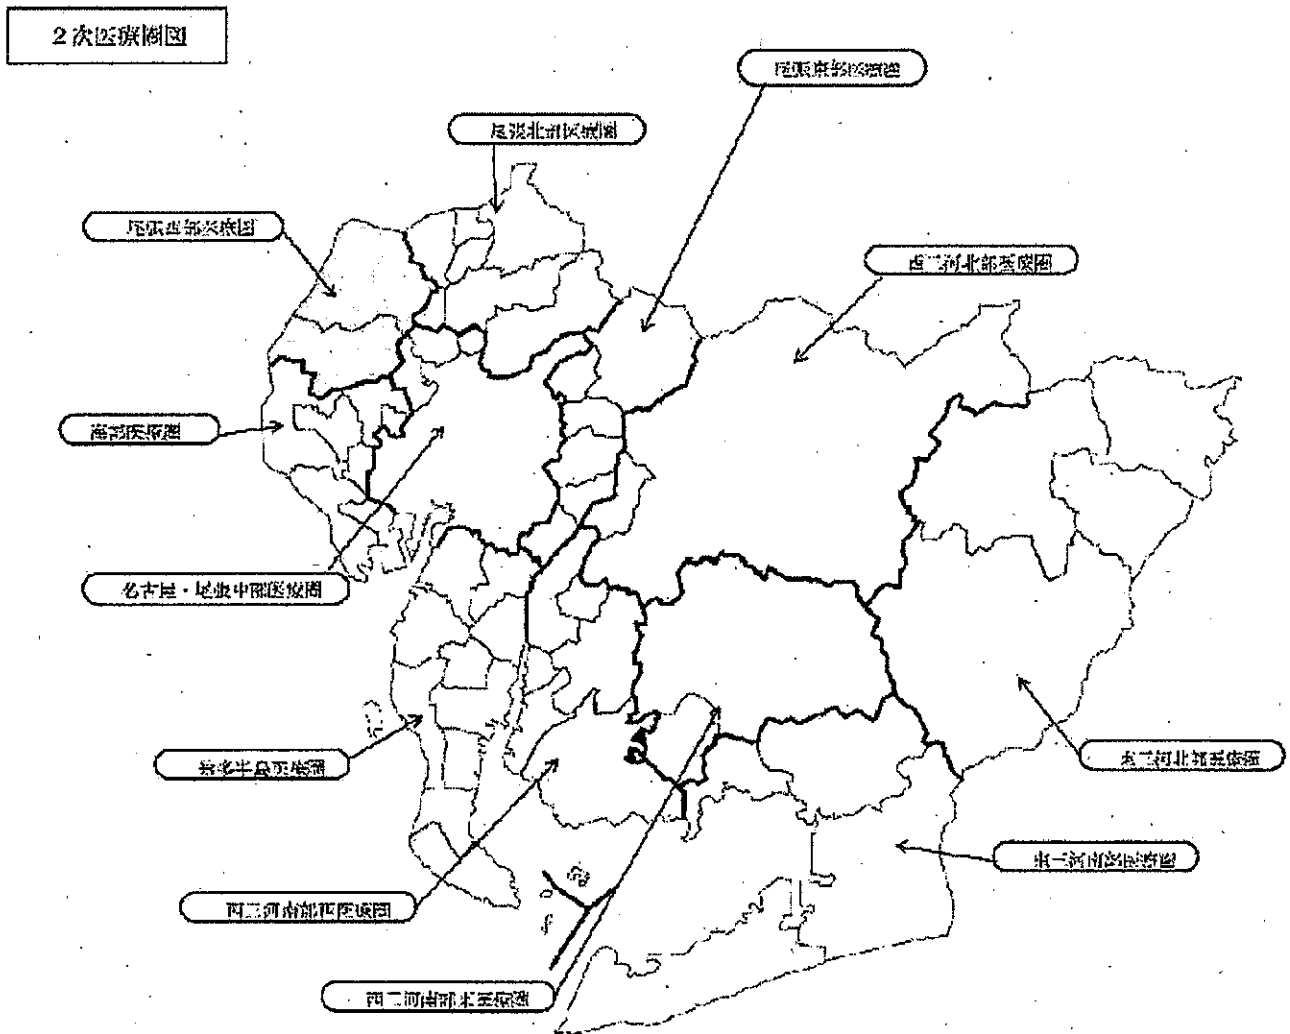 2次医療圏図
尾張東部医療圏
尾張北部医療圏
尾張西部医療圏
西三河北部医療圏
海部医療圏
名古屋・尾張中部医療圏
知多半島医療圏
東三河北部医療圏
東三河南部医療圏
西三河南部西医療圏
西三河南部東医療圏